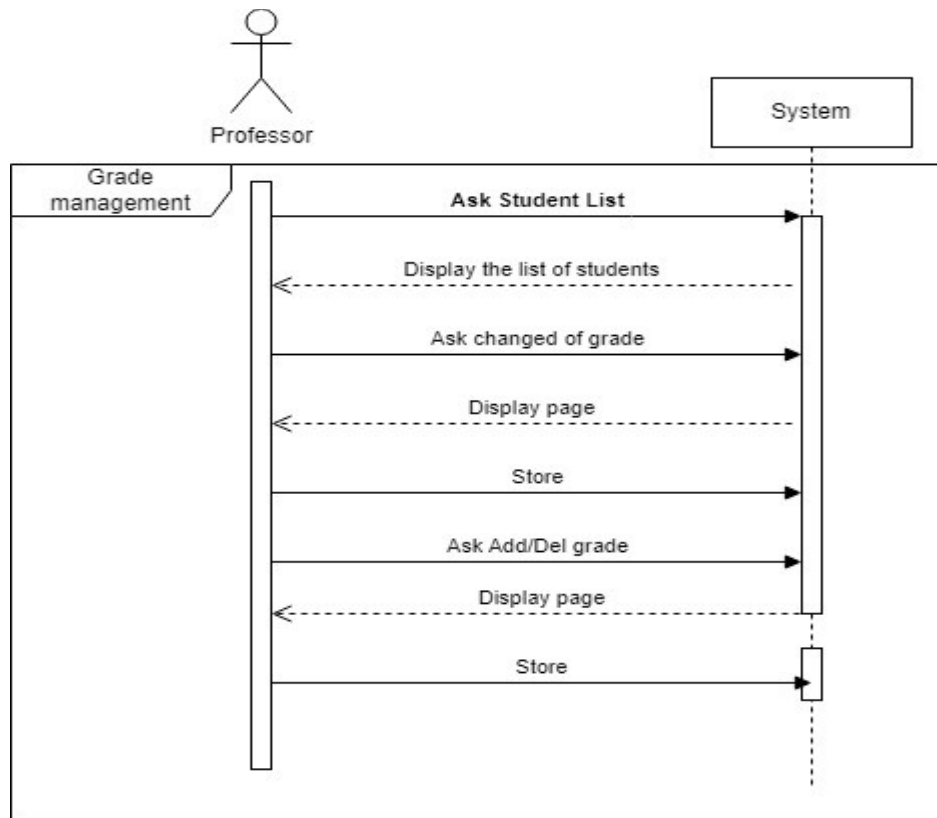 Professor
System
Grade
management
Ask Student List
Display the list of students
Ask changed of grade
Display page
Store
Ask Add/Del grade
Display page
Store